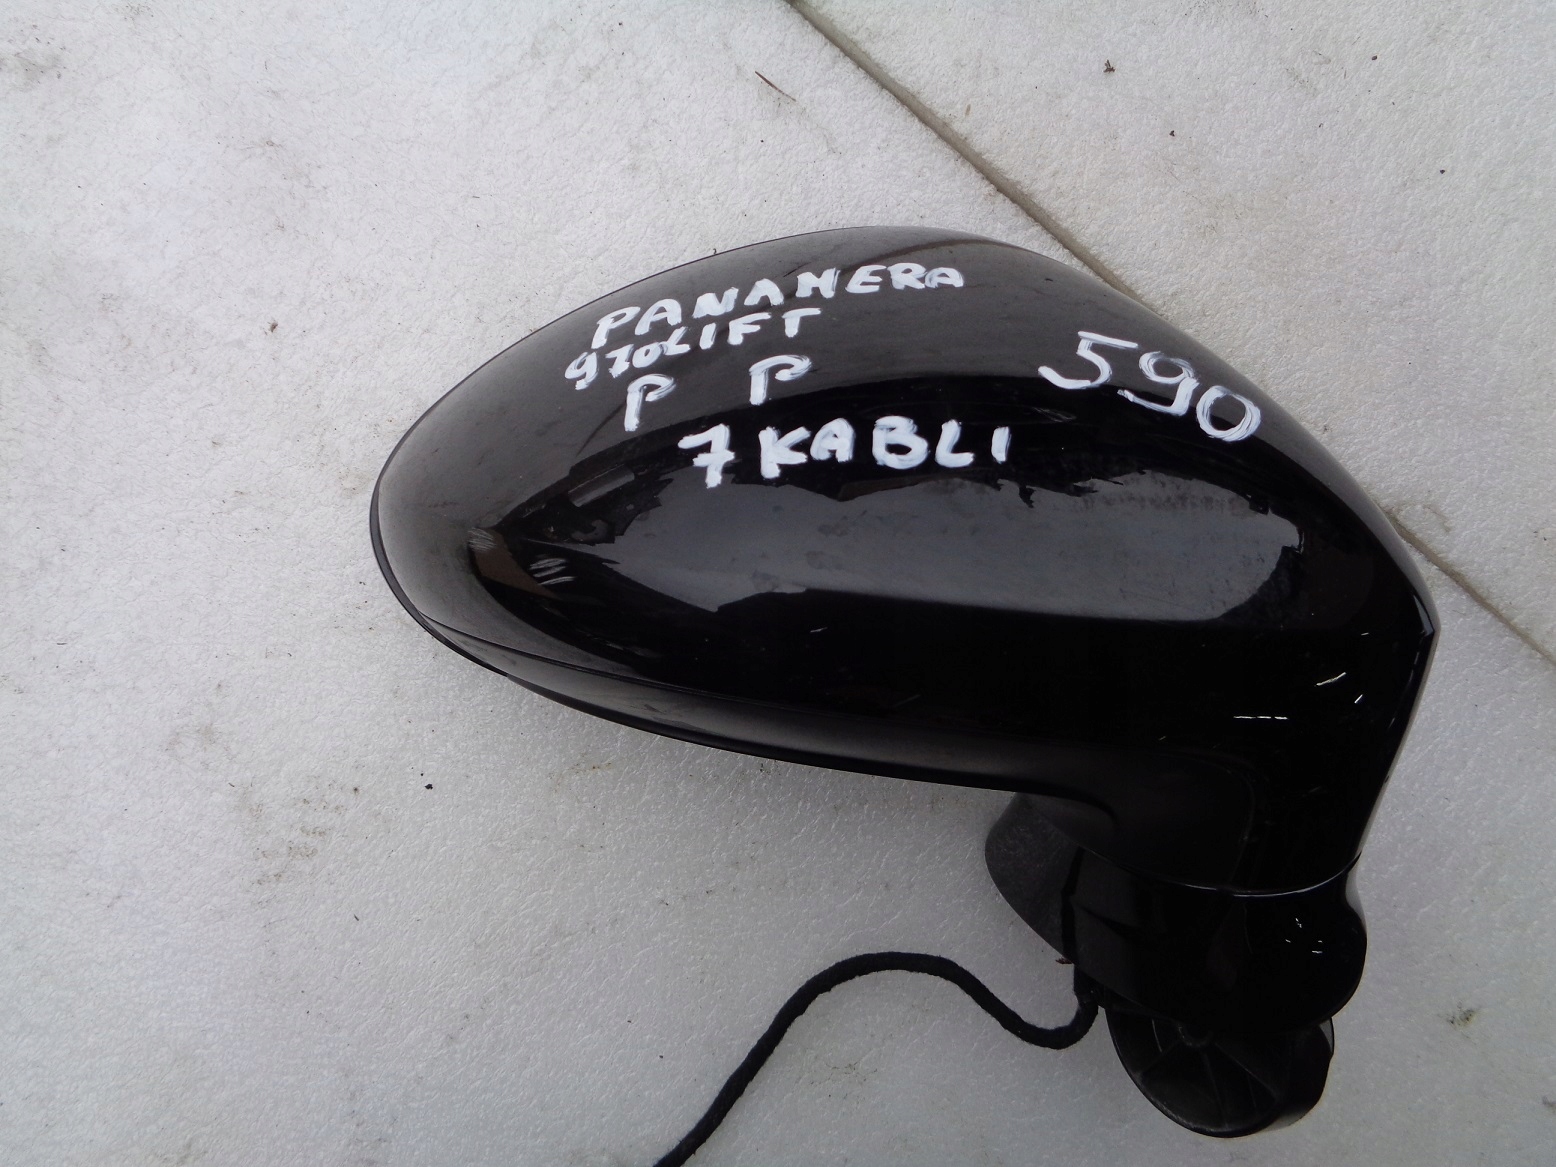 PANAMERA
970LIFT
P P
7KABLI
590